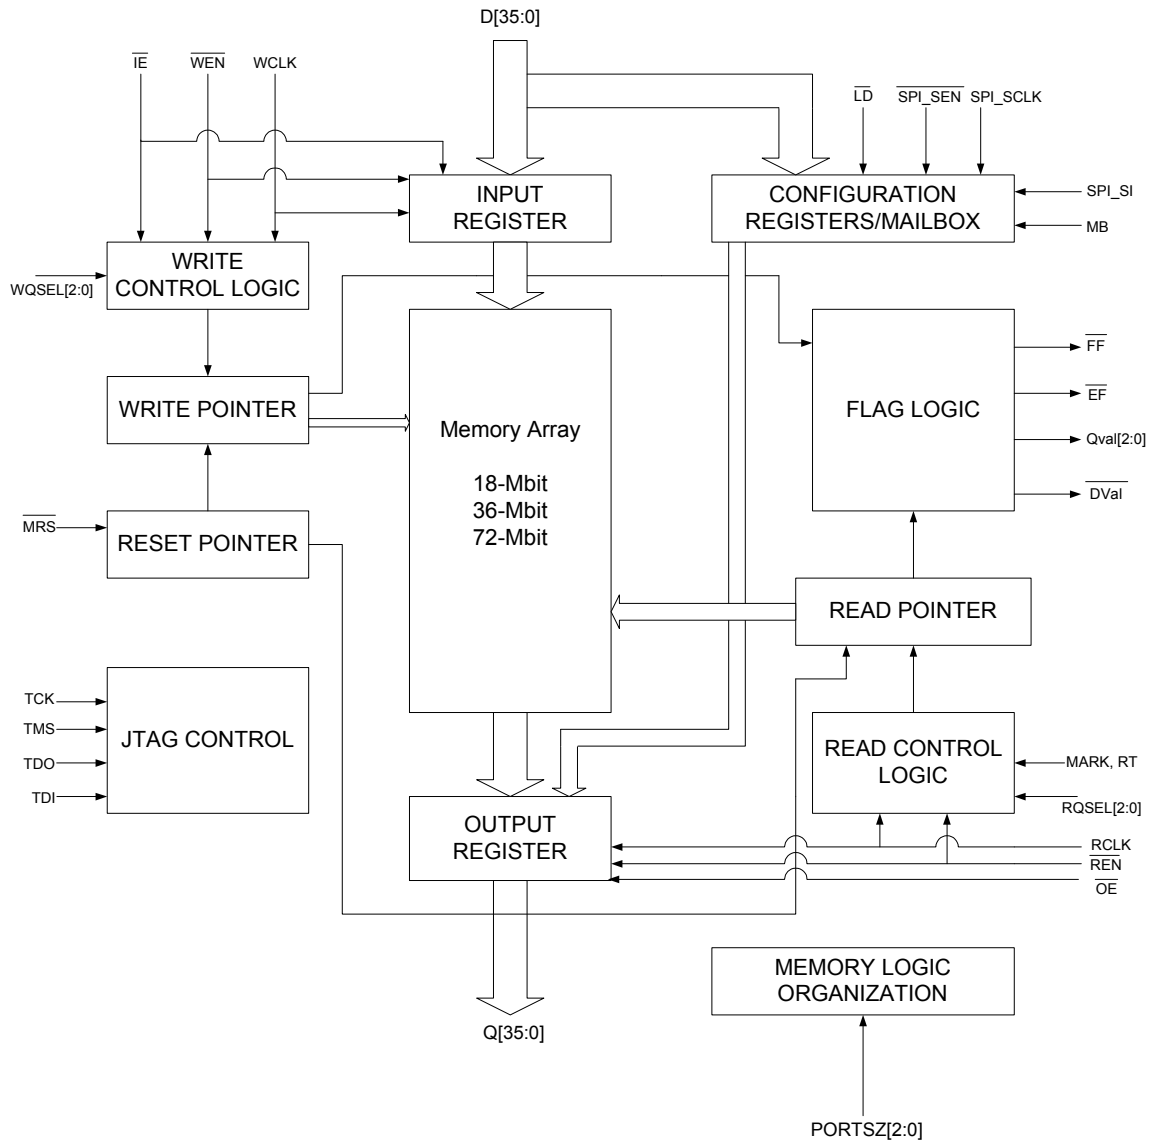 D[35:0]
IE
WEN
WCLK
LD
SPI_SEN
SPI_SCLK
INPUT
REGISTER
CONFIGURATION
REGISTERS/MAILBOX
SPI_SI
MB
WRITE
CONTROL LOGIC
WQSEL[2:0]
FF
EF
Qval[2:0]
DVal
FLAG LOGIC
WRITE POINTER
Memory Array
18-Mbit
36-Mbit
72-Mbit
MRS
RESET POINTER
READ POINTER
TCK
TMS
TDO
TDI
JTAG CONTROL
READ CONTROL
LOGIC
MARK, RT
RQSEL[2:0]
OUTPUT
REGISTER
RCLK
REN
OE
MEMORY LOGIC
ORGANIZATION
Q[35:0]
PORTSZ[2:0]